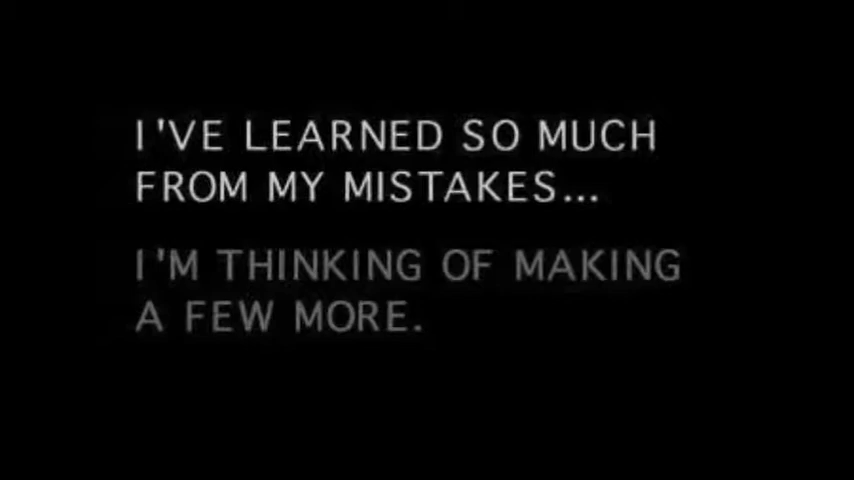 I'VE LEARNED SO MUCH
FROM MY MISTAKES...
I'M THINKING OF MAKING
A FEW MORE.